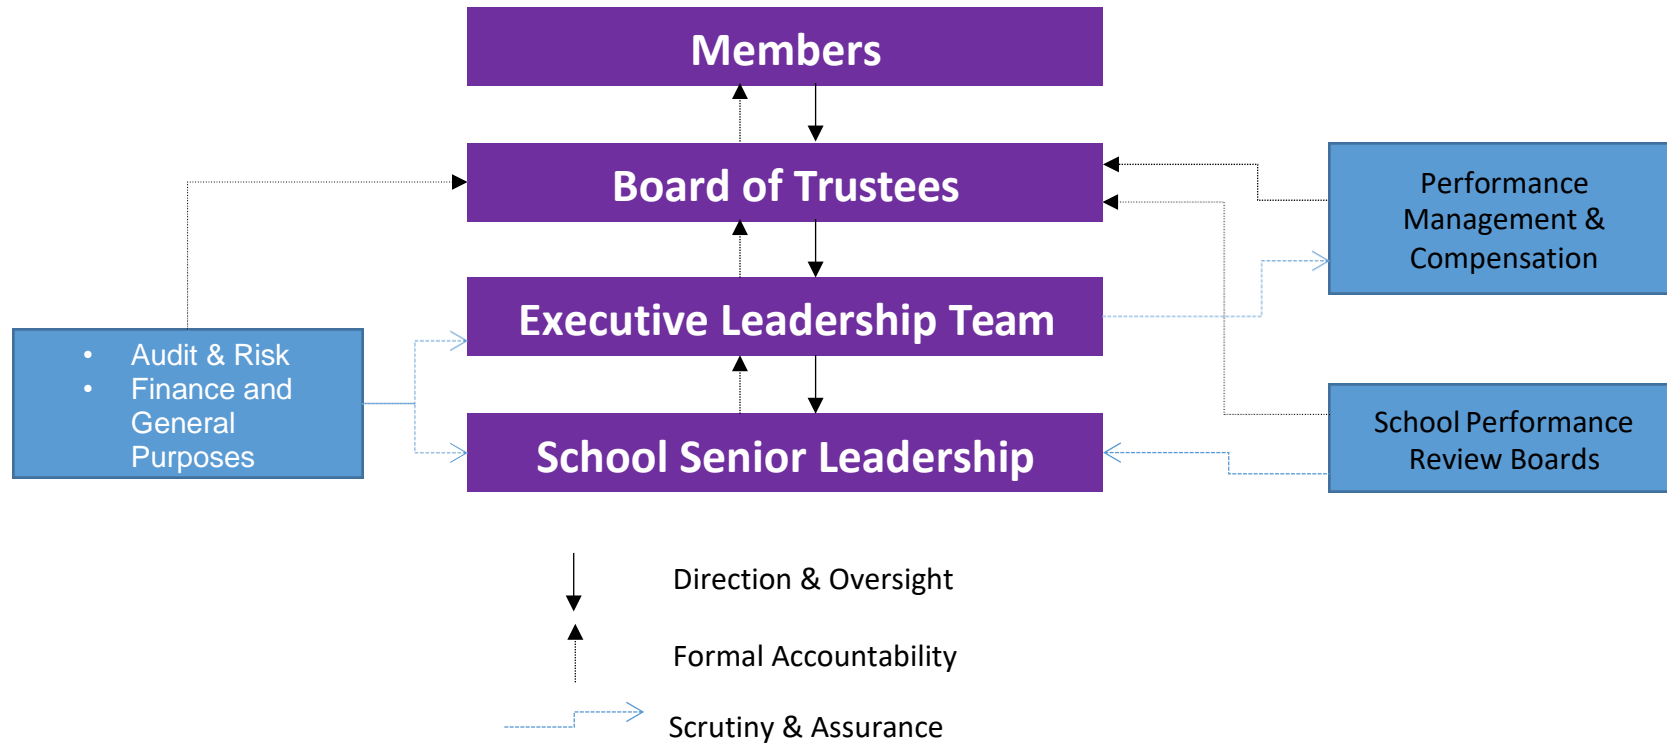 Members
Board of Trustees
Executive Leadership Team
School Senior Leadership
• Audit & Risk
• Finance and
General
Purposes
Performance
Management &
Compensation
School Performance
Review Boards
Direction & Oversight
Formal Accountability
Scrutiny & Assurance